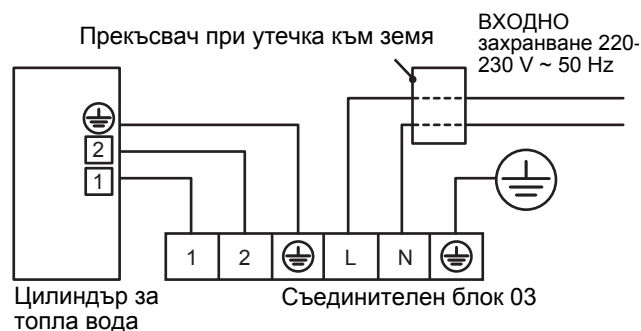 Прекъсвач при утечка към земя
ВХОДНО
захранване 220-
230 V ~ 50 Hz
2
1
1 2 L N
Цилиндър за
топла вода
Съединителен блок 03